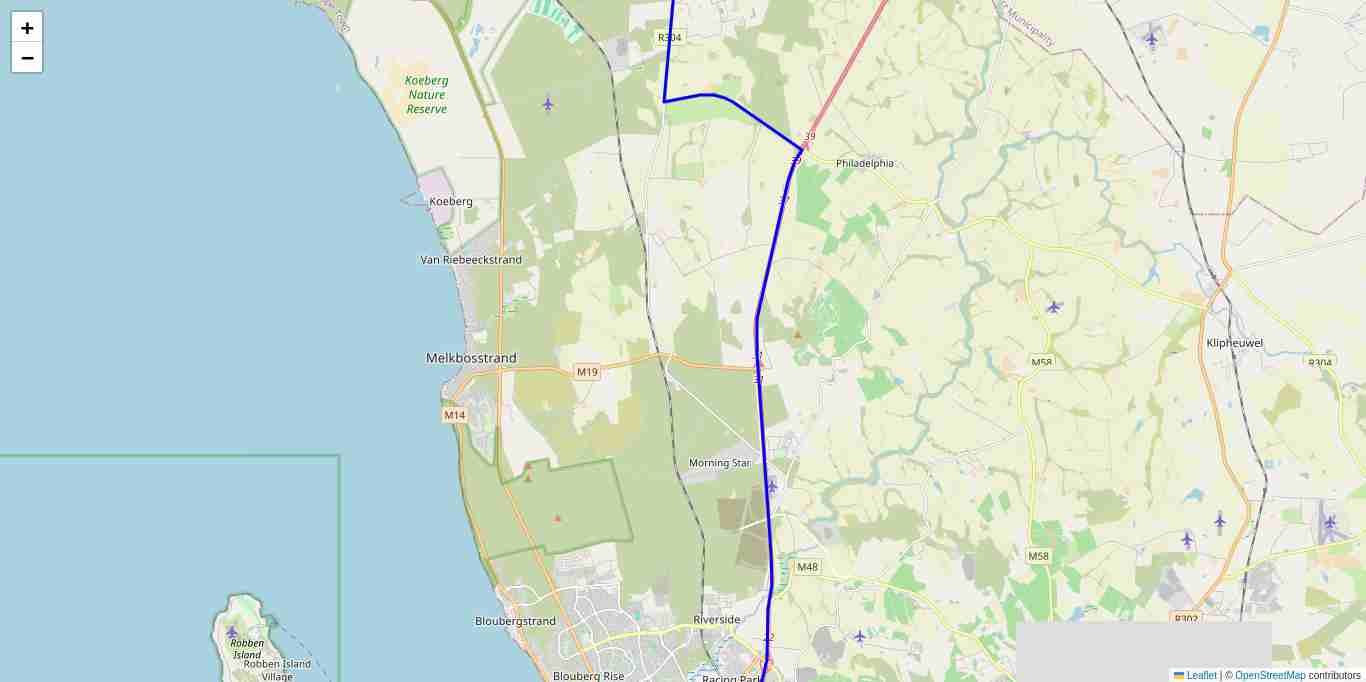 +
−
R304
Koeberg
Nature
Reserve
39
Philadelphia
Koeberg
Van Riebeeckstrand
Melkbosstrand
M19
M14
M58
Klipheuwel
R304
Morning Star
M58
M48
Bloubergstrand
Riverside
R302
Robben
Island
Robben Island
Village
Blouberg Rise
Racing Park
Leaflet | © OpenStreetMap contributors